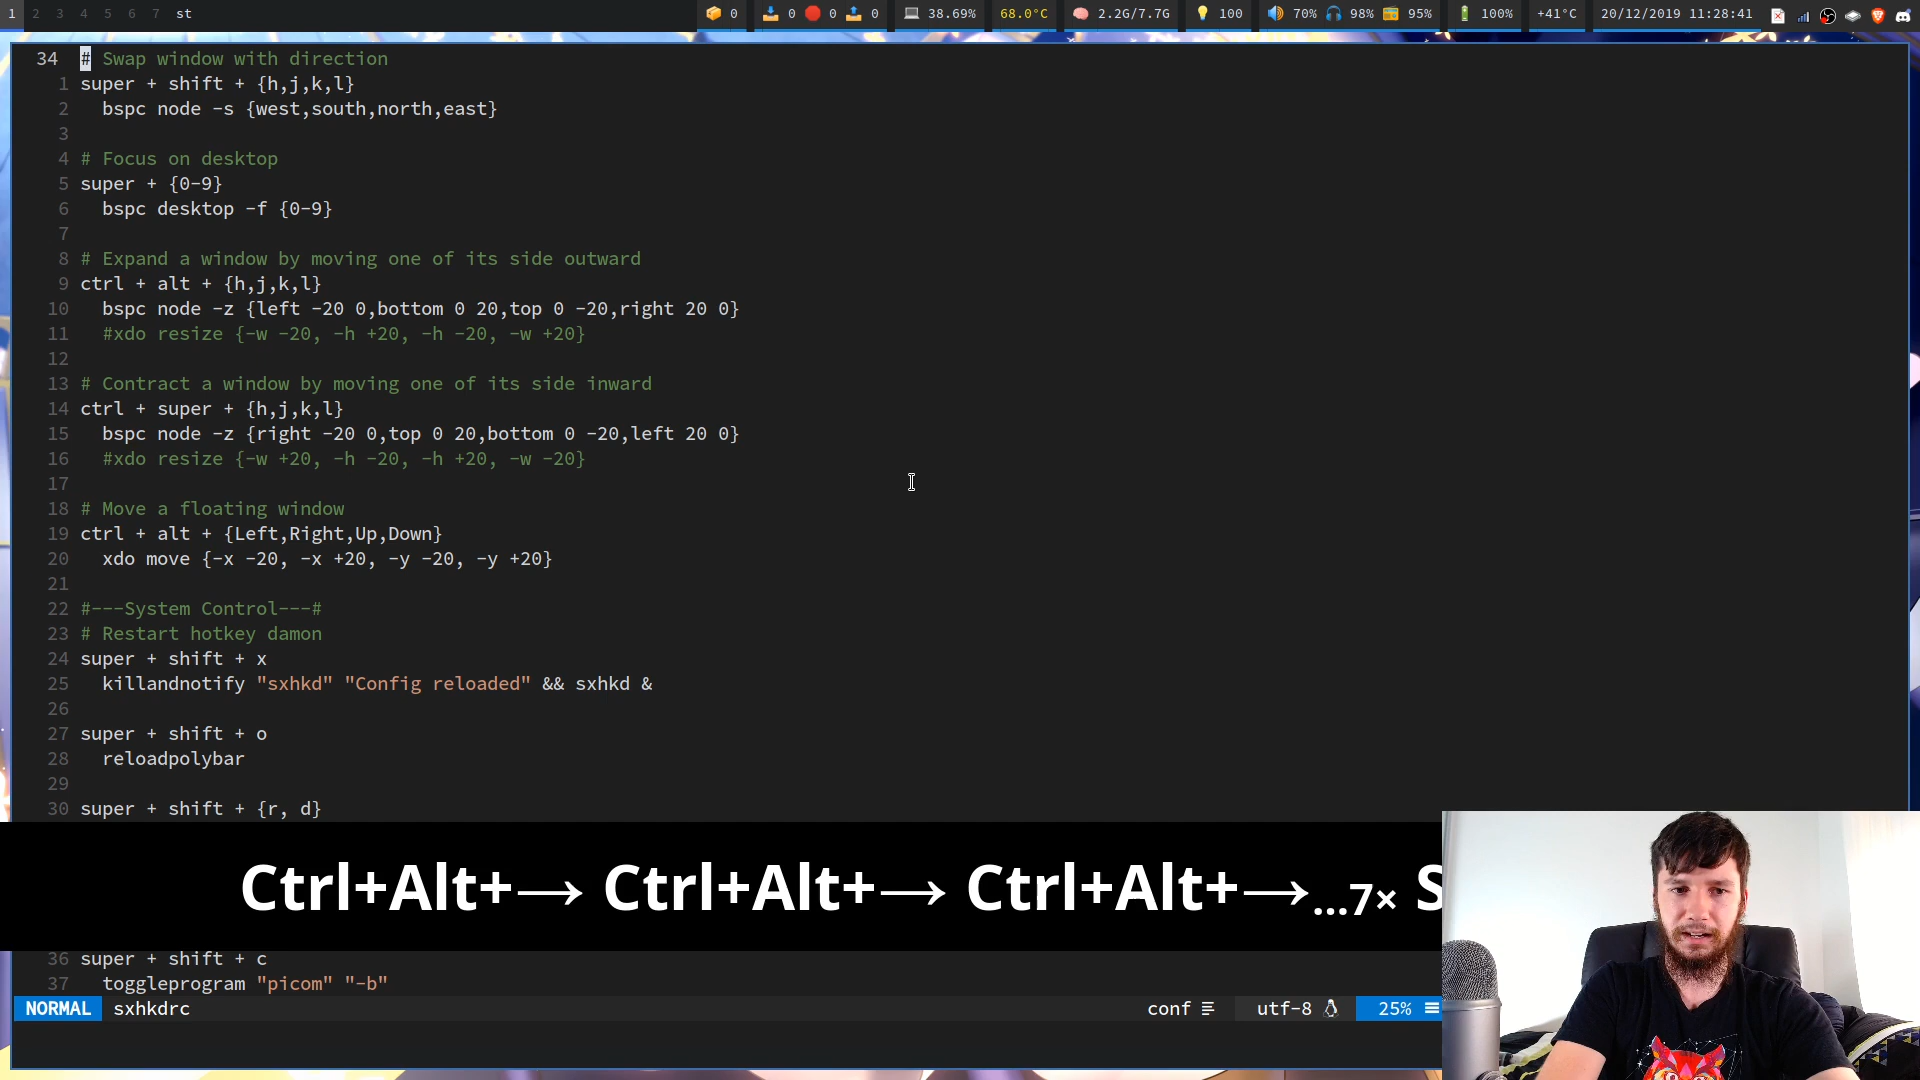 1 2 3 4 5 6 7 st 0 0 0 0 38.69% 68.0°C 2.2G/7.7G 100 70% 98% 95% 100% +41°C 20/12/2019 11:28:41
34 # Swap window with direction
1 super + shift + {h,j,k,l}
2 bspc node -s {west,south,north,east}
3
4 # Focus on desktop
5 super + {0-9}
6 bspc desktop -f {0-9}
7
8 # Expand a window by moving one of its side outward
9 ctrl + alt + {h,j,k,l}
10 bspc node -z {left -20 0,bottom 0 20,top 0 -20,right 20 0}
11 #xdo resize {-w -20, -h +20, -h -20, -w +20}
12
13 # Contract a window by moving one of its side inward
14 ctrl + super + {h,j,k,l}
15 bspc node -z {right -20 0,top 0 20,bottom 0 -20,left 20 0}
16 #xdo resize {-w +20, -h -20, -h +20, -w -20}
17
18 # Move a floating window
19 ctrl + alt + {Left,Right,Up,Down}
20 xdo move {-x -20, -x +20, -y -20, -y +20}
21
22 #---System Control---#
23 # Restart hotkey damon
24 super + shift + x
25 killandnotify "sxhkd" "Config reloaded" && sxhkd &
26
27 super + shift + o
28 reloadpolybar
29
30 super + shift + {r, d}
Ctrl+Alt+→ Ctrl+Alt+→ Ctrl+Alt+→...7× S
36 super + shift + c
37 toggleprogram "picom" "-b"
NORMAL sxhkdrc conf utf-8 25%